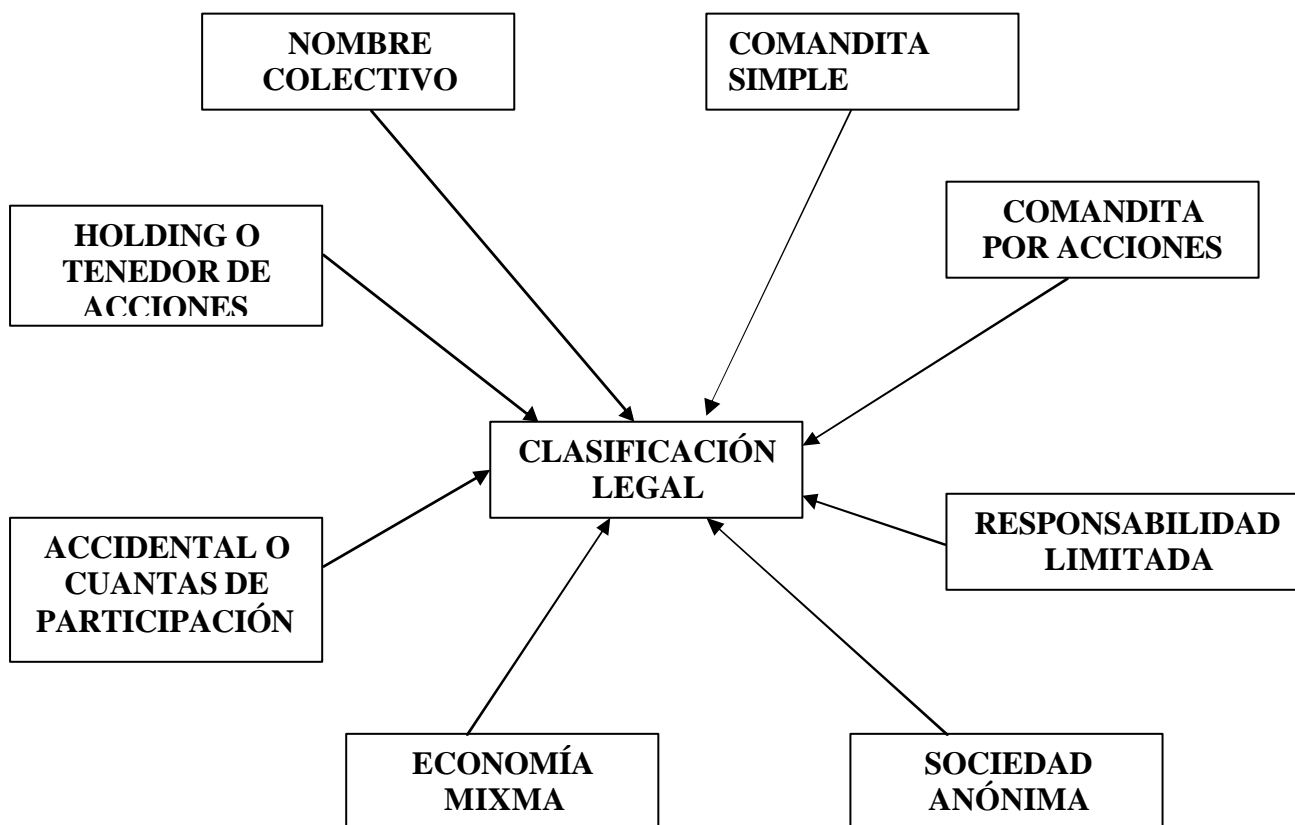 NOMBRE
COLECTIVO
COMANDITA
SIMPLE
HOLDING O
TENEDOR DE
ACCIONES
COMANDITA
POR ACCIONES
CLASIFICACIÓN
LEGAL
ACCIDENTAL O
CUANTAS DE
PARTICIPACIÓN
RESPONSABILIDAD
LIMITADA
ECONOMÍA
MIXMA
SOCIEDAD
ANÓNIMA